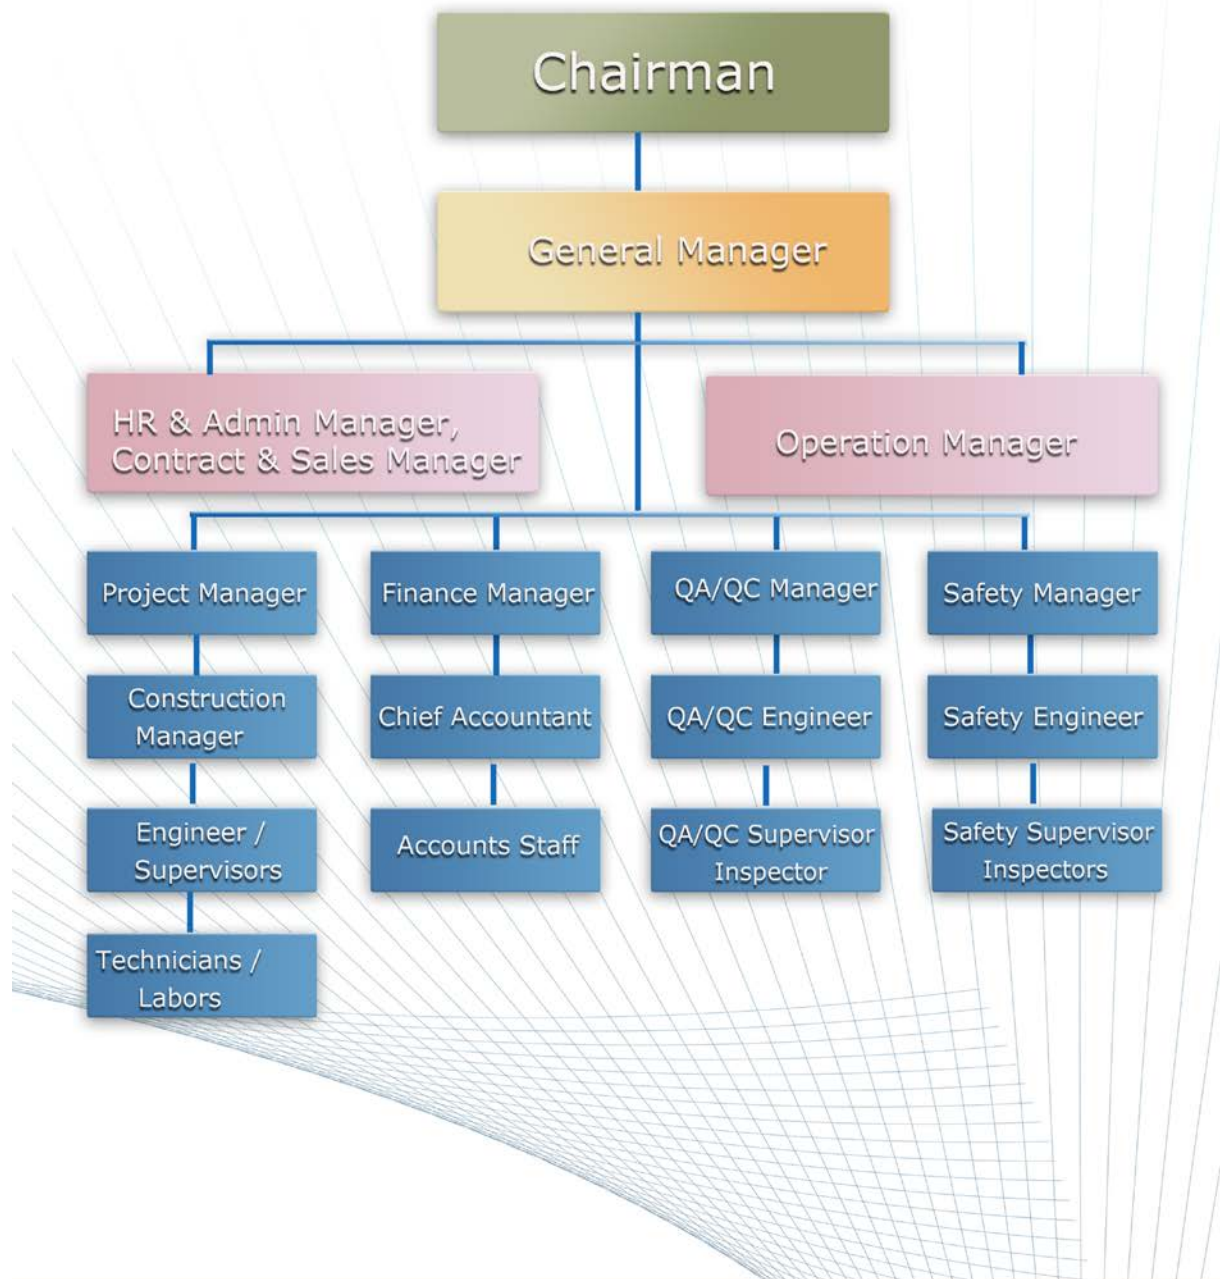 Chairman
General Manager
HR & Admin Manager,
Contract & Sales Manager
Operation Manager
Project Manager
Finance Manager
QA/QC Manager
Safety Manager
Construction
Manager
Chief Accountant
QA/QC Engineer
Safety Engineer
Engineer /
Supervisors
Accounts Staff
QA/QC Supervisor
Inspector
Safety Supervisor
Inspectors
Technicians /
Labors